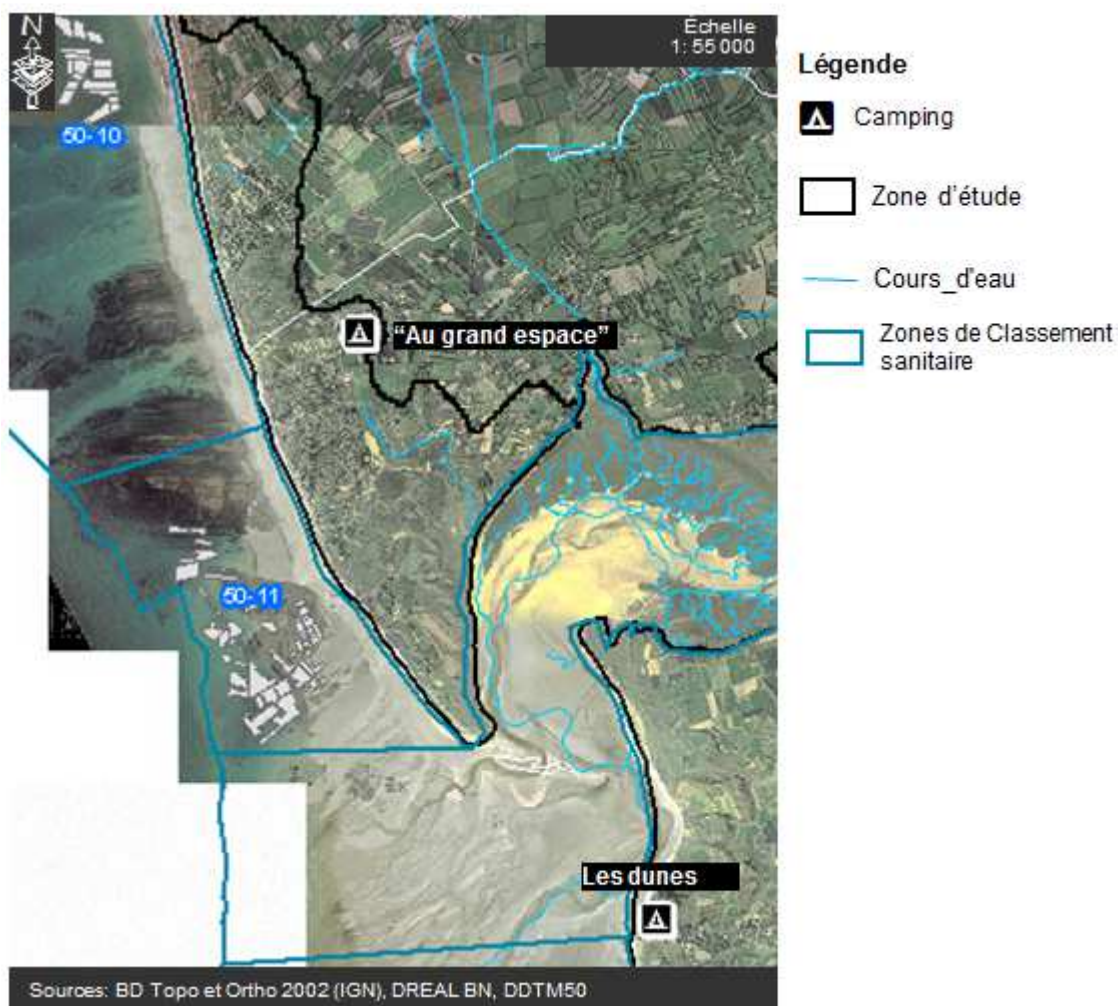 N
Échelle
1: 55 000
50-10
"Au grand espace"
50-11
Les dunes
Sources: BD Topo et Ortho 2002 (IGN), DREAL BN, DDTM50
Légende
Camping
Zone d'étude
Cours_d'eau
Zones de Classement
sanitaire